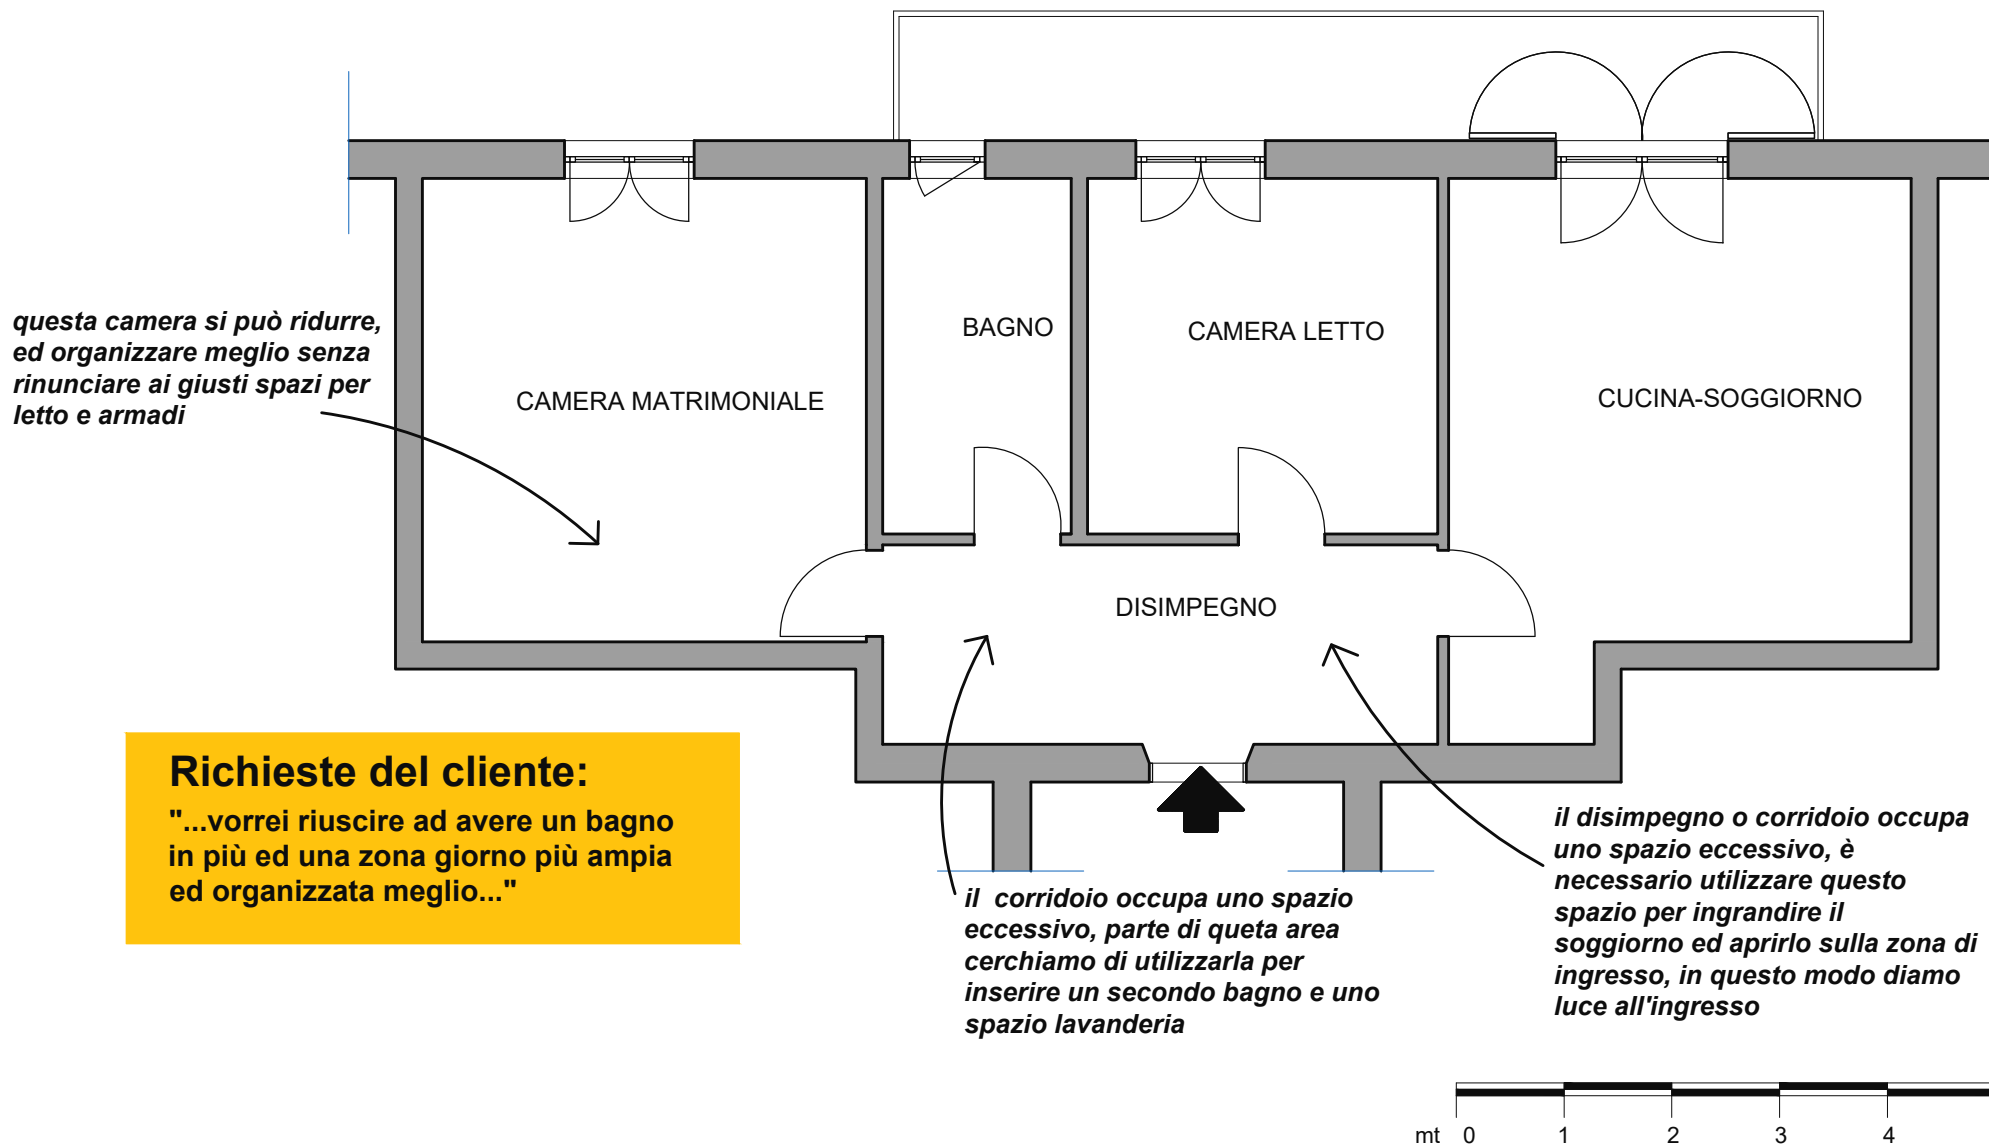 questa camera si può ridurre,
ed organizzare meglio senza
rinunciare ai giusti spazi per
letto e armadi
CAMERA MATRIMONIALE
BAGNO
CAMERA LETTO
CUCINA-SOGGIORNO
DISIMPEGNO
Richieste del cliente:
"...vorrei riuscire ad avere un bagno
in più ed una zona giorno più ampia
ed organizzata meglio..."
il corridoio occupa uno spazio
eccessivo, parte di queta area
cerchiamo di utilizzarla per
inserire un secondo bagno e uno
spazio lavanderia
il disimpegno o corridoio occupa
uno spazio eccessivo, è
necessario utilizzare questo
spazio per ingrandire il
soggiorno ed aprirlo sulla zona di
ingresso, in questo modo diamo
luce all'ingresso
mt 0 1 2 3 4